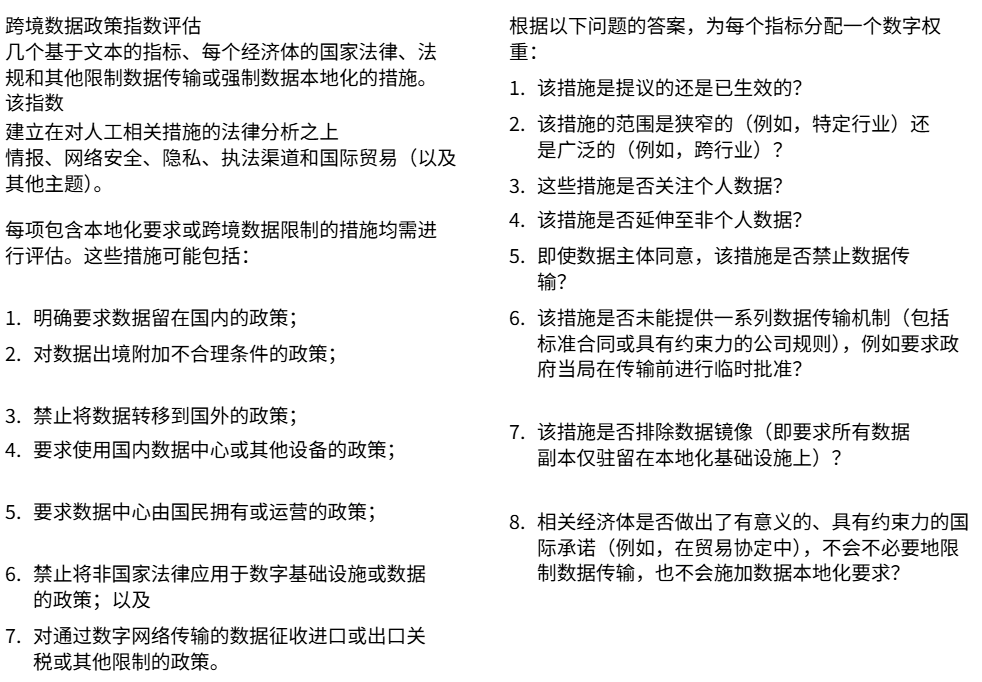 跨境数据政策指数评估
几个基于文本的指标、每个经济体的国家法律、法
规和其他限制数据传输或强制数据本地化的措施。
该指数
建立在对人工相关措施的法律分析之上
情报、网络安全、隐私、执法渠道和国际贸易（以及
其他主题）。
每项包含本地化要求或跨境数据限制的措施均需进
行评估。这些措施可能包括：
1. 明确要求数据留在国内的政策；
2. 对数据出境附加不合理条件的政策；
3. 禁止将数据转移到国外的政策；
4. 要求使用国内数据中心或其他设备的政策；
5. 要求数据中心由国民拥有或运营的政策；
6. 禁止将非国家法律应用于数字基础设施或数据
的政策；以及
7. 对通过数字网络传输的数据征收进口或出口关
税或其他限制的政策。
根据以下问题的答案，为每个指标分配一个数字权
重：
1. 该措施是提议的还是已生效的？
2. 该措施的范围是狭窄的（例如，特定行业）还
是广泛的（例如，跨行业）？
3. 这些措施是否关注个人数据？
4. 该措施是否延伸至非个人数据？
5. 即使数据主体同意，该措施是否禁止数据传
输？
6. 该措施是否未能提供一系列数据传输机制（包括
标准合同或具有约束力的公司规则），例如要求政
府当局在传输前进行临时批准？
7. 该措施是否排除数据镜像（即要求所有数据
副本仅驻留在本地化基础设施上）？
8. 相关经济体是否做出了有意义的、具有约束力的国
际承诺（例如，在贸易协定中），不会不必要地限
制数据传输，也不会施加数据本地化要求？